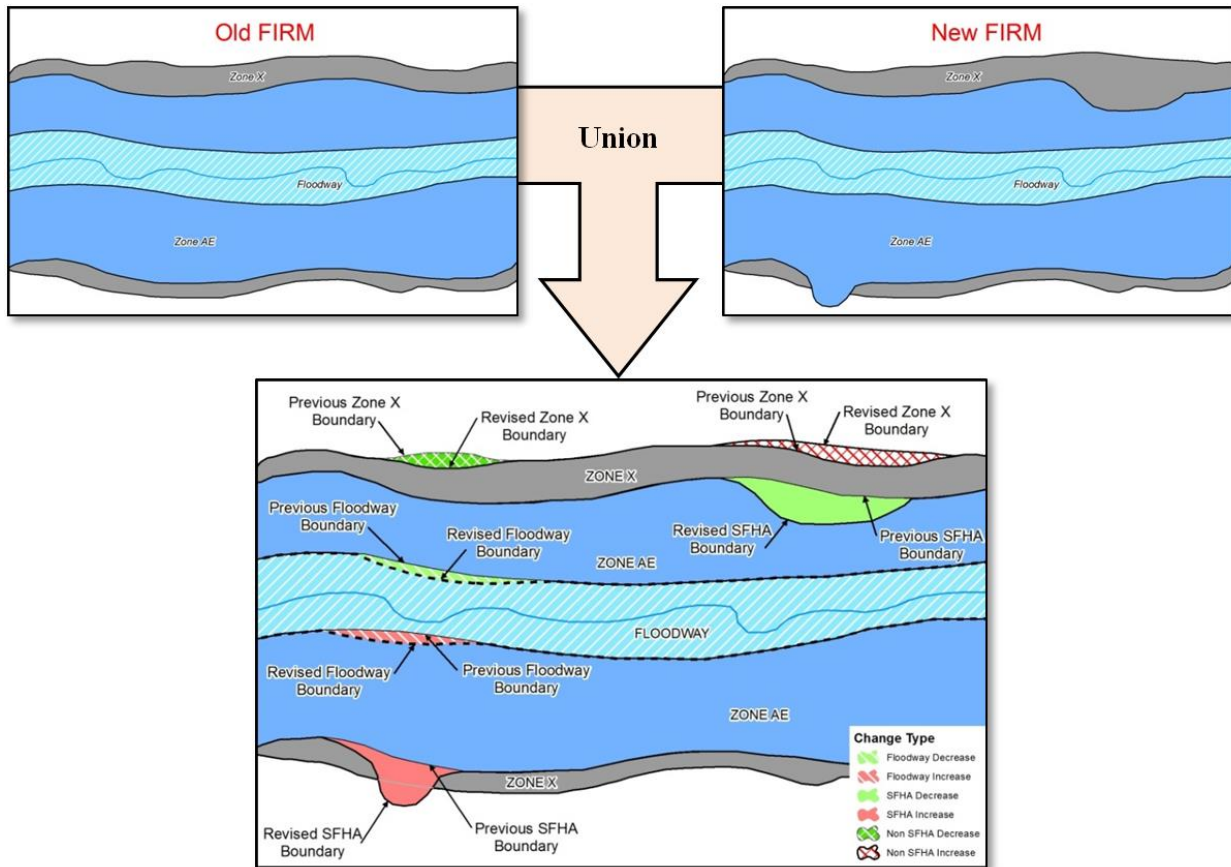 Old FIRM
Zone X
Floodway
Zone AE
Union
New FIRM
Zone X
Floodway
Zone AE
Previous Zone X
Boundary
Revised Zone X
Boundary
Previous Zone X
Boundary
Revised Zone X
Boundary
ZONE X
Previous Floodway
Boundary
Revised Floodway
Boundary
Revised SFHA
Boundary
Previous SFHA
Boundary
ZONE AE
FLOODWAY
Revised Floodway
Boundary
Previous Floodway
Boundary
ZONE AE
ZONE X
Revised SFHA
Boundary
Previous SFHA
Boundary
Change Type
Floodway Decrease
Floodway Increase
SFHA Decrease
SFHA Increase
Non SFHA Decrease
Non SFHA Increase